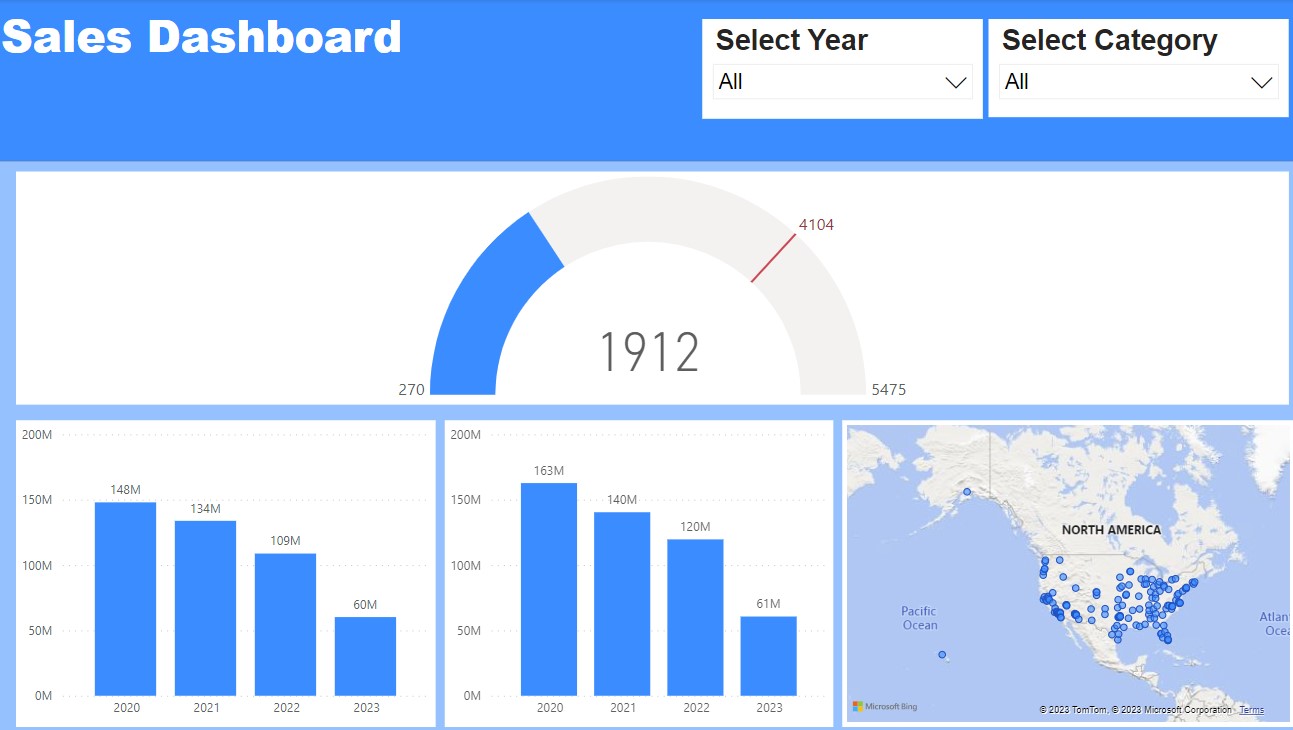 Sales Dashboard
Select Year
All
Select Category
All
4104
1912
270
5475
200M
150M
100M
50M
0M
148M
134M
109M
60M
2020
2021
2022
2023
200M
150M
100M
50M
0M
163M
140M
120M
61M
2020
2021
2022
2023
NORTH AMERICA
Pacific
Ocean
Atlan
Ocea
Microsoft Bing
© 2023 TomTom, © 2023 Microsoft Corporation Terms